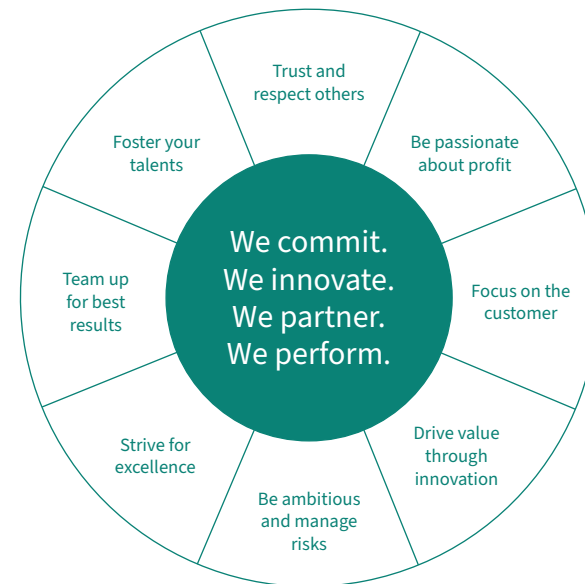 Trust and
respect others
Be passionate
about profit
Focus on the
customer
Drive value
through
innovation
Be ambitious
and manage
risks
Strive for
excellence
Team up
for best
results
Foster your
talents
We commit.
We innovate.
We partner.
We perform.